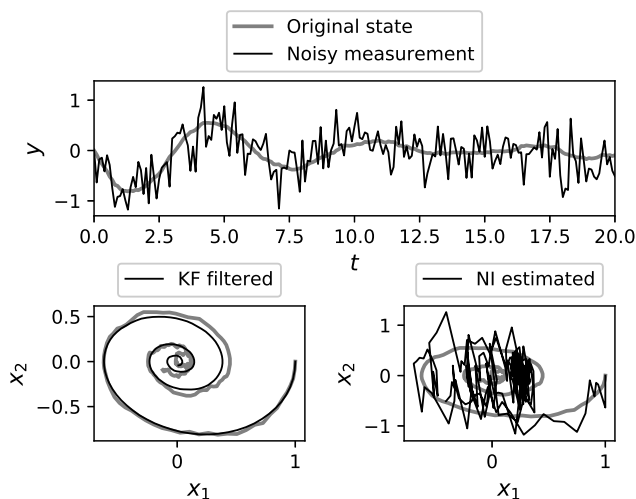 Original state
Noisy measurement
1
0
−1
y
0.0 2.5 5.0 7.5 10.0 12.5 15.0 17.5 20.0
t
KF filtered
NI estimated
0.5
0.0
−0.5
x₂
0 1
x₁
1
0
−1
x₂
0 1
x₁